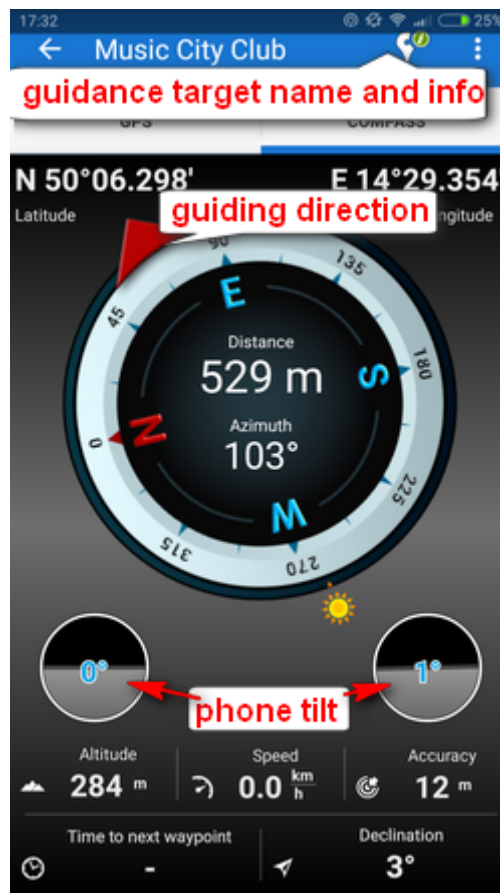 17:32 25%
Music City Club
guidance target name and info
GPS COMPASS
N 50°06.298' E 14°29.354'
Latitude ngitude
guiding direction
90
135
45
E
Distance
529 m
180
S
Azimuth
103°
0
N
225
W
315
270
0° 1°
phone tilt
Altitude Speed Accuracy
284 m 0.0 km/h 12 m
Time to next waypoint Declination
- 3°